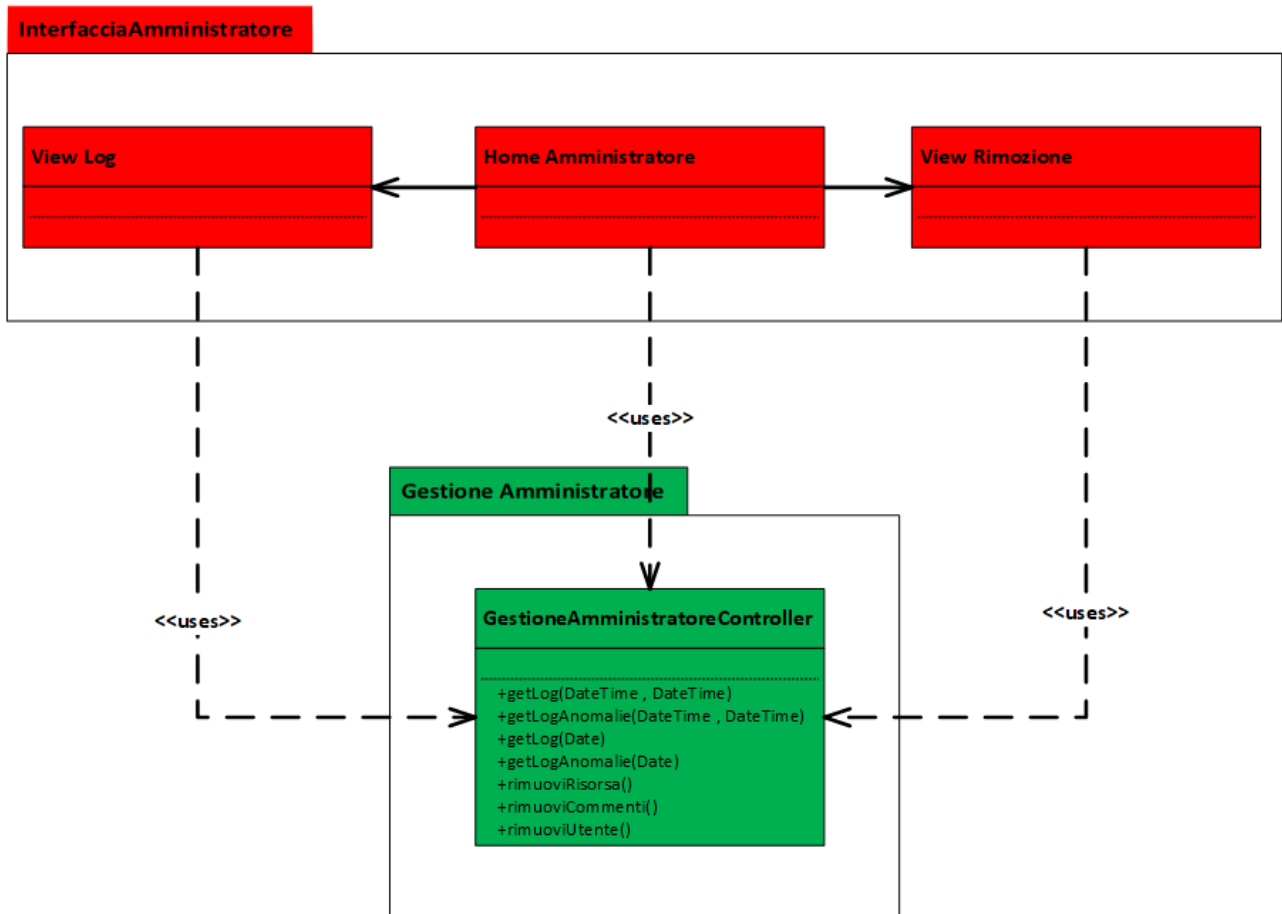 InterfacciaAmministratore
View Log
Home Amministratore
View Rimozione
<<uses>>
Gestione Amministratore
<<uses>>
GestioneAmministratoreController
<<uses>>
+getLog(DateTime , DateTime)
+getLogAnomalie(DateTime , DateTime)
+getLog(Date)
+getLogAnomalie(Date)
+rimuoviRisorsa()
+rimuoviCommenti()
+rimuoviUtente()